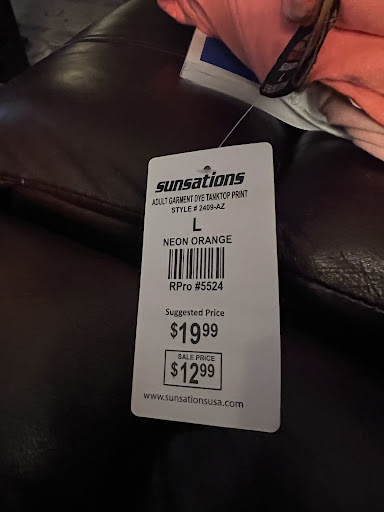 sunsations
ADULT GARMENT DYE TANKTOP PRINT
STYLE # 2409-AZ
L
NEON ORANGE
RPro #5524
Suggested Price
$19.99
SALE PRICE
$12.99
www.sunsationsusa.com